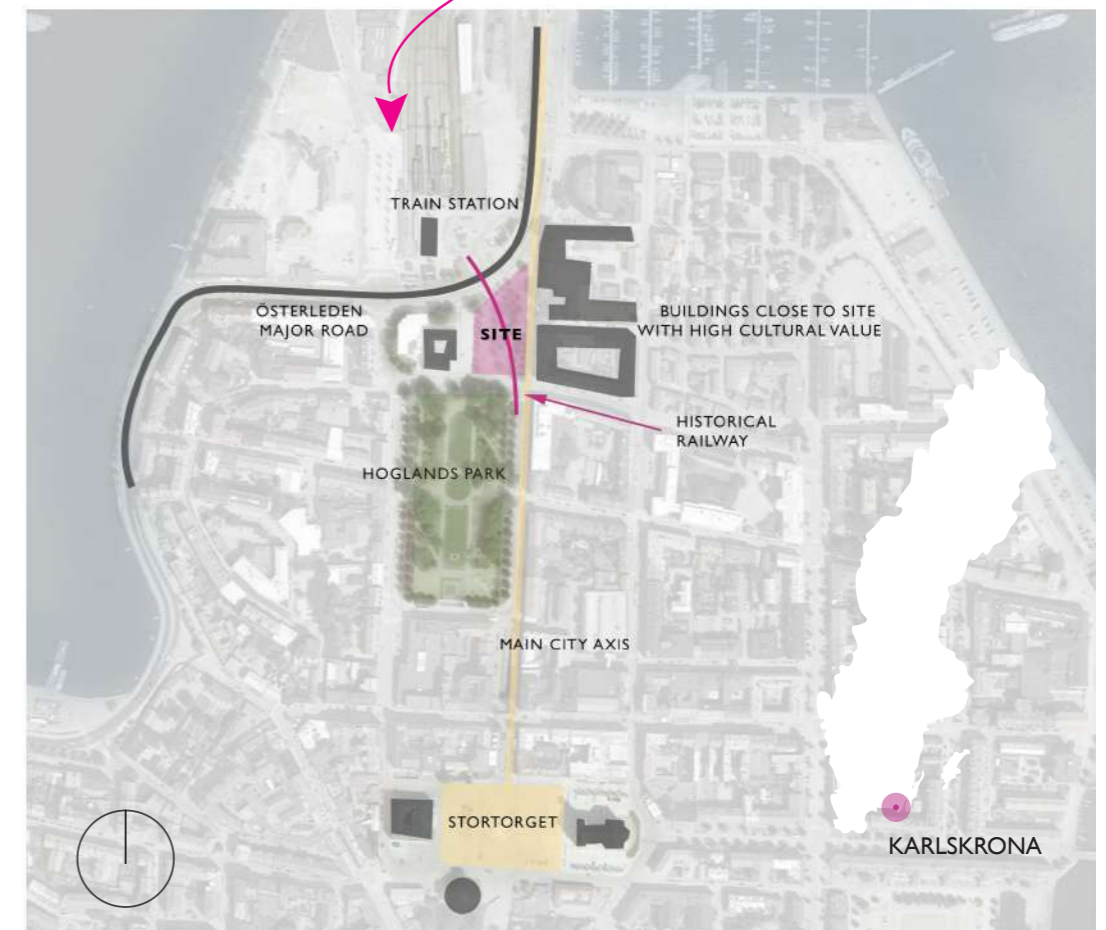 TRAIN STATION
ÖSTERLEDEN
MAJOR ROAD
SITE
BUILDINGS CLOSE TO SITE
WITH HIGH CULTURAL VALUE
HISTORICAL
RAILWAY
HOGLANDS PARK
MAIN CITY AXIS
STORTORGET
KARLSKRONA